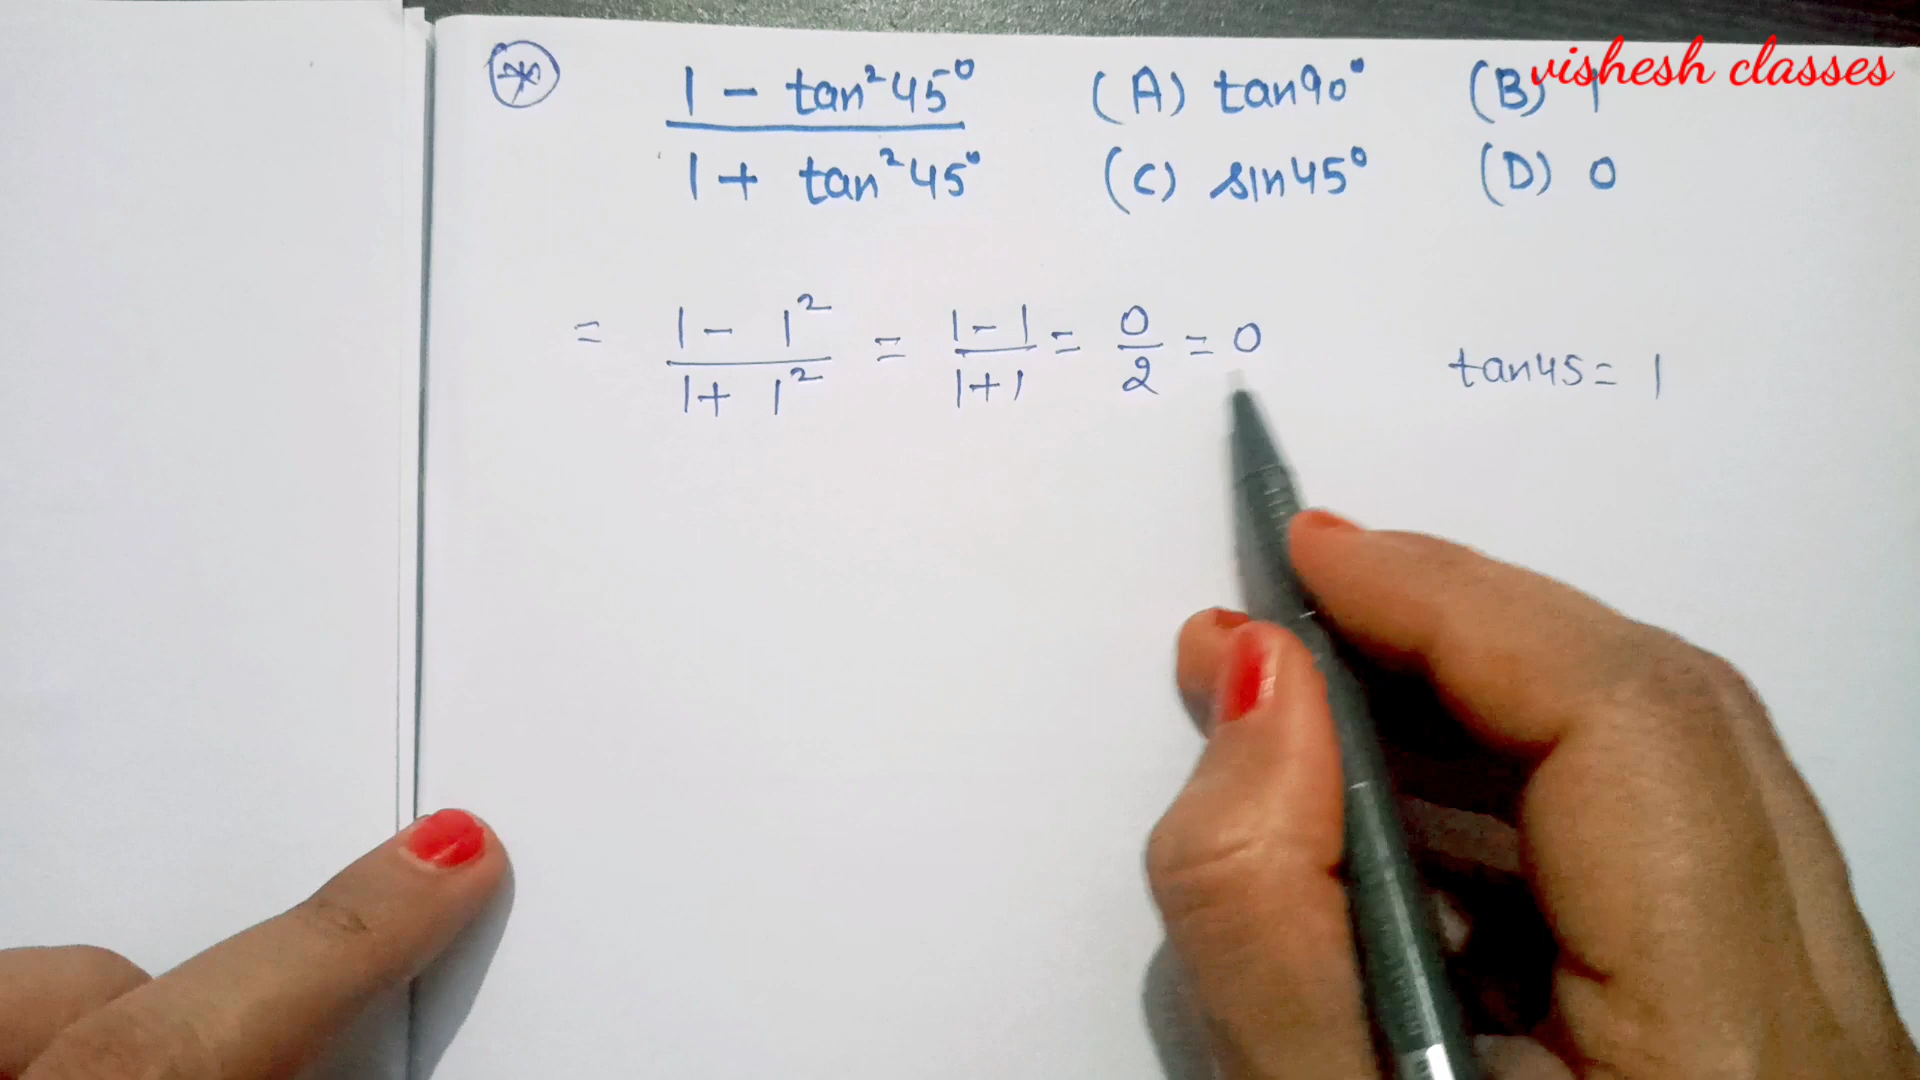 vishesh classes
1 - tan²45° (A) tan90° (B) 1
1 + tan²45° (C) sin45° (D) 0
= 1 - 1² / 1 + 1² = 1-1 / 1+1 = 0/2 = 0
tan45 = 1